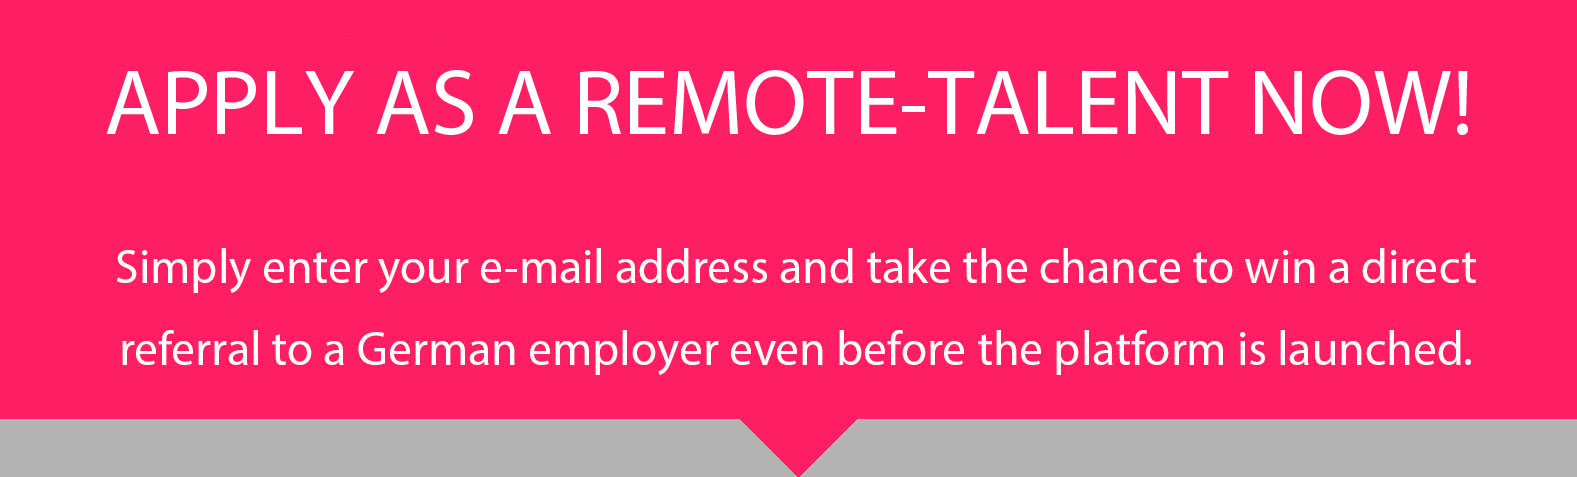 APPLY AS A REMOTE-TALENT NOW!
Simply enter your e-mail address and take the chance to win a direct
referral to a German employer even before the platform is launched.